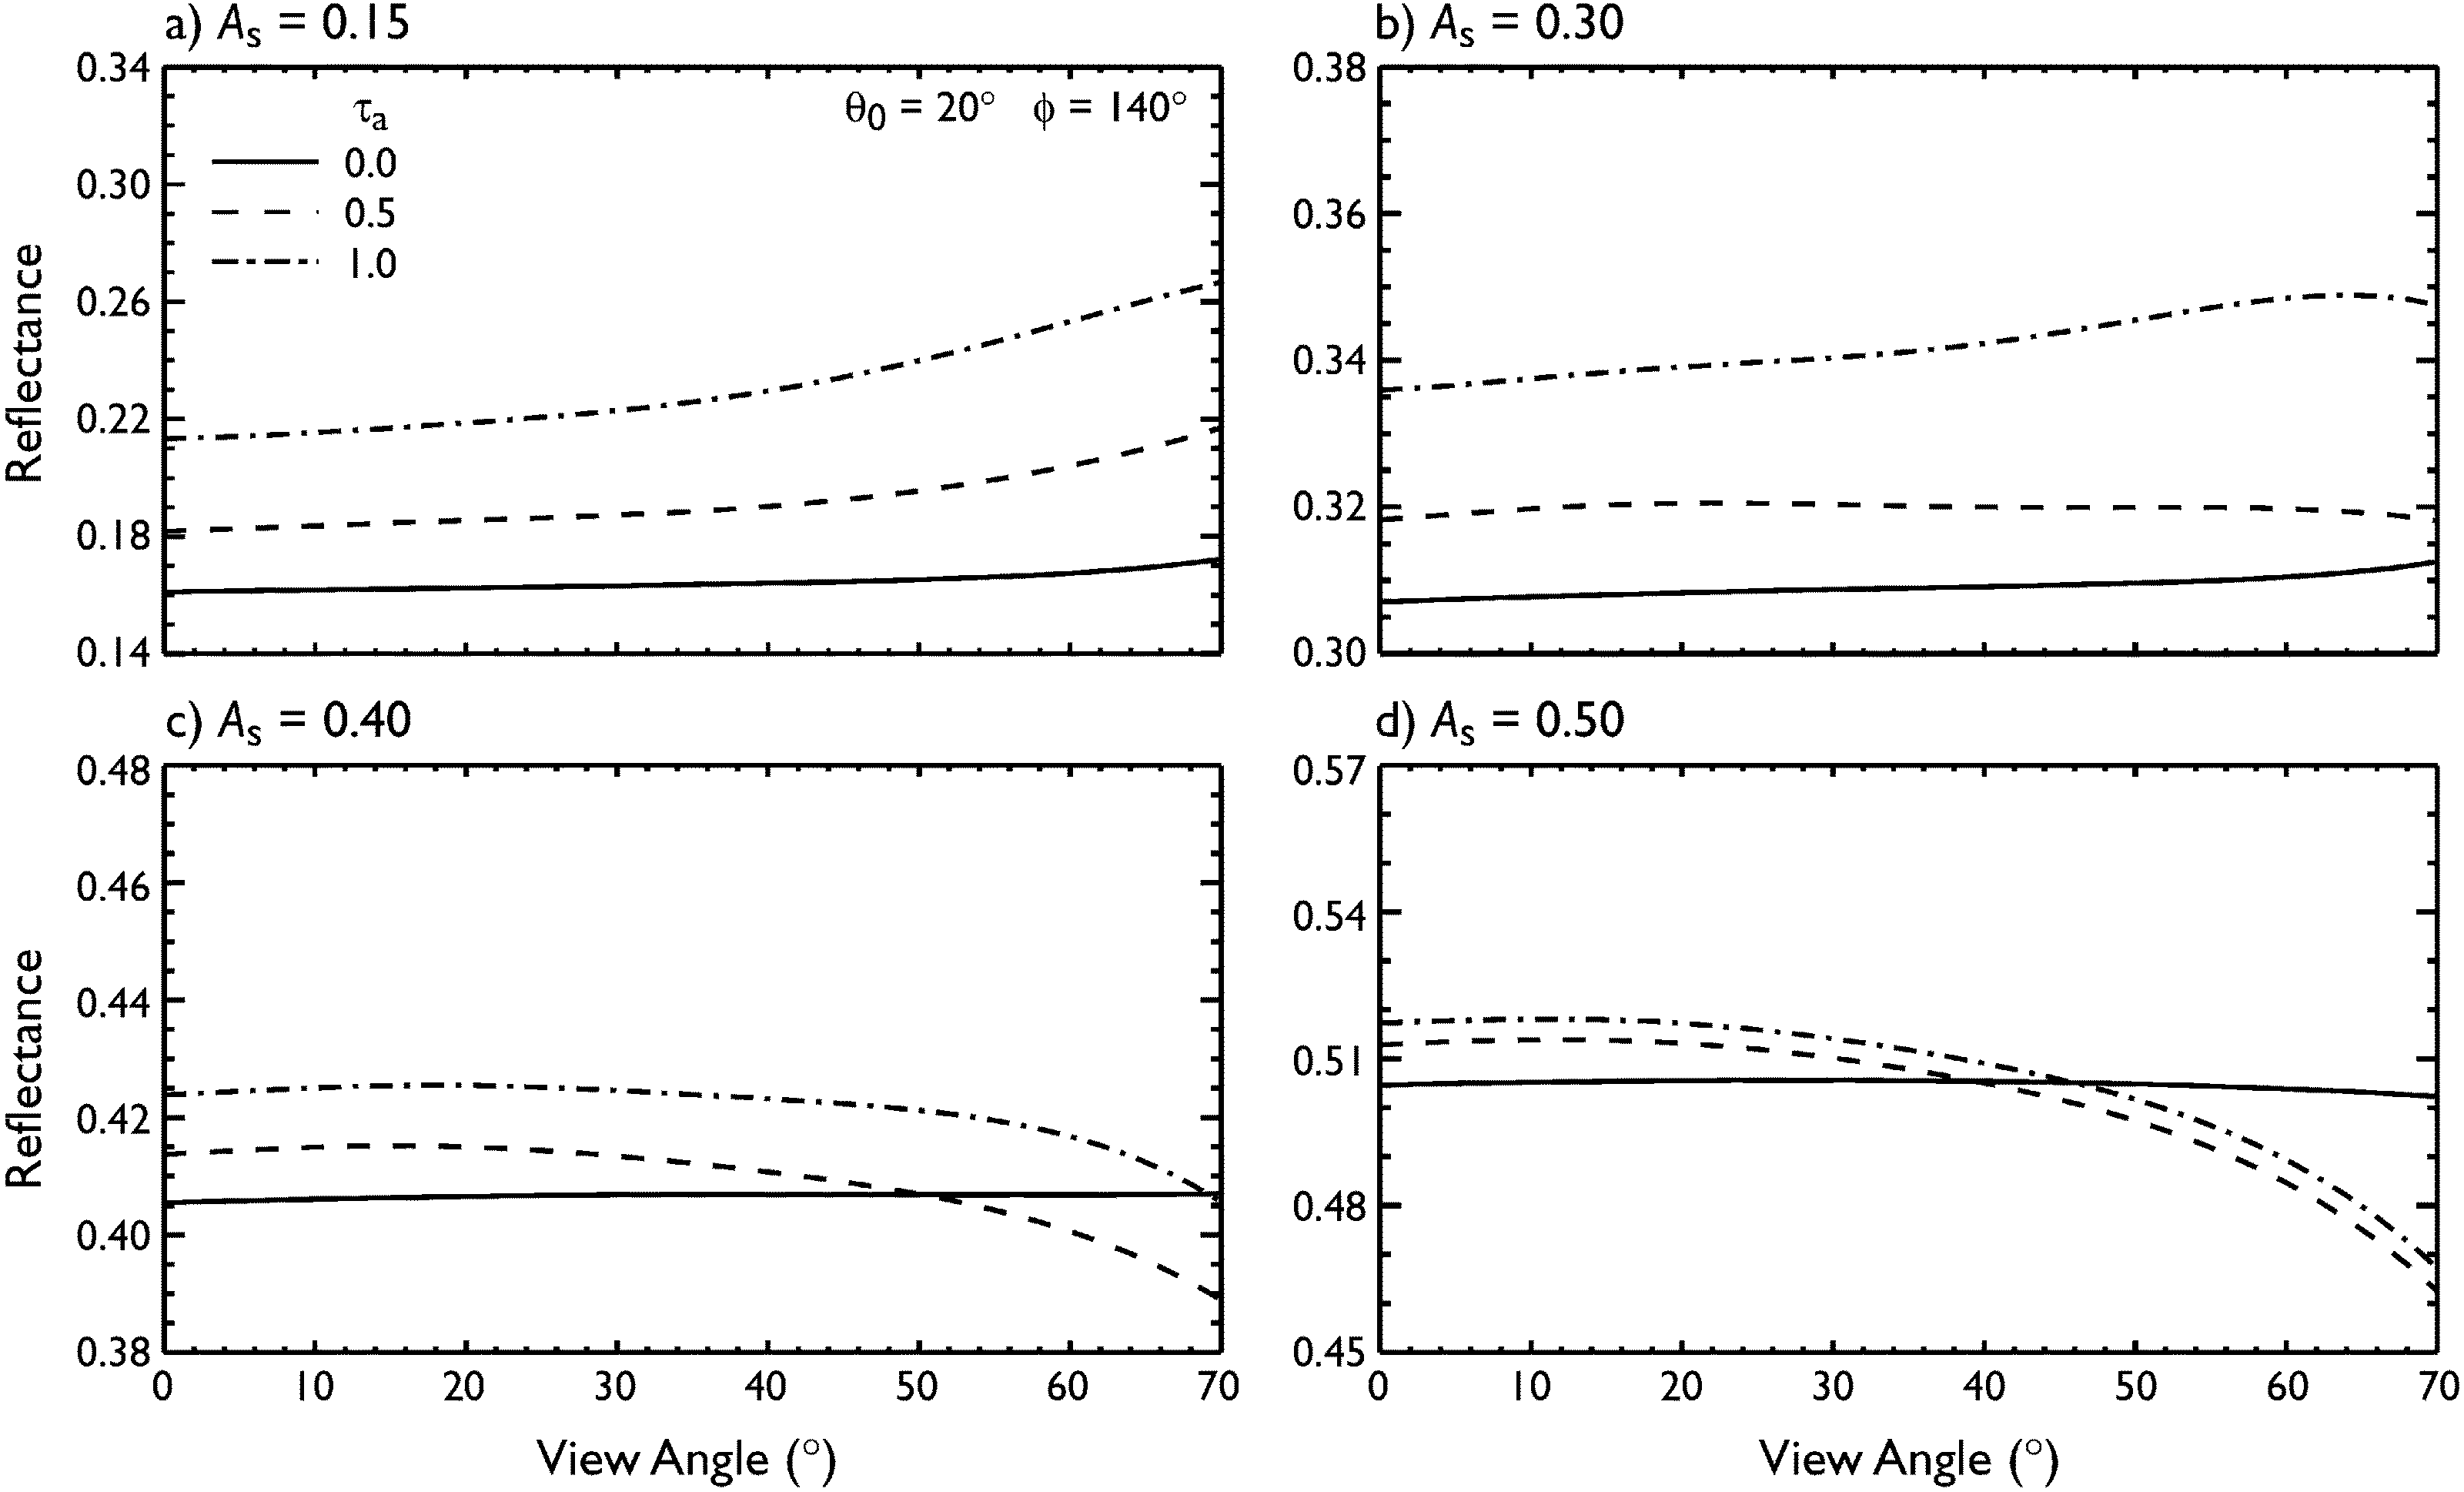 a) As = 0.15
0.34
0.30
0.26
0.22
0.18
0.14
Reflectance
τa
0.0
0.5
1.0
θ0 = 20° ϕ = 140°
b) As = 0.30
0.38
0.36
0.34
0.32
0.30
c) As = 0.40
0.48
0.46
0.44
0.42
0.40
0.38
Reflectance
0 10 20 30 40 50 60 70
View Angle (°)
d) As = 0.50
0.57
0.54
0.51
0.48
0.45
0 10 20 30 40 50 60 70
View Angle (°)